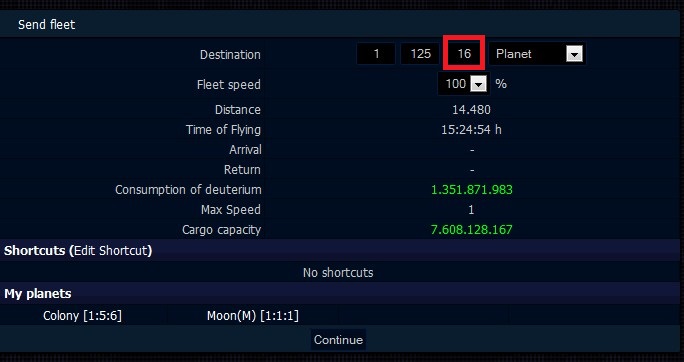 Send fleet
Destination 1 125 16 Planet
Fleet speed 100 %
Distance 14.480
Time of Flying 15:24:54 h
Arrival -
Return -
Consumption of deuterium 1.351.871.983
Max Speed 1
Cargo capacity 7.608.128.167
Shortcuts (Edit Shortcut)
No shortcuts
My planets
Colony [1:5:6] Moon(M) [1:1:1]
Continue